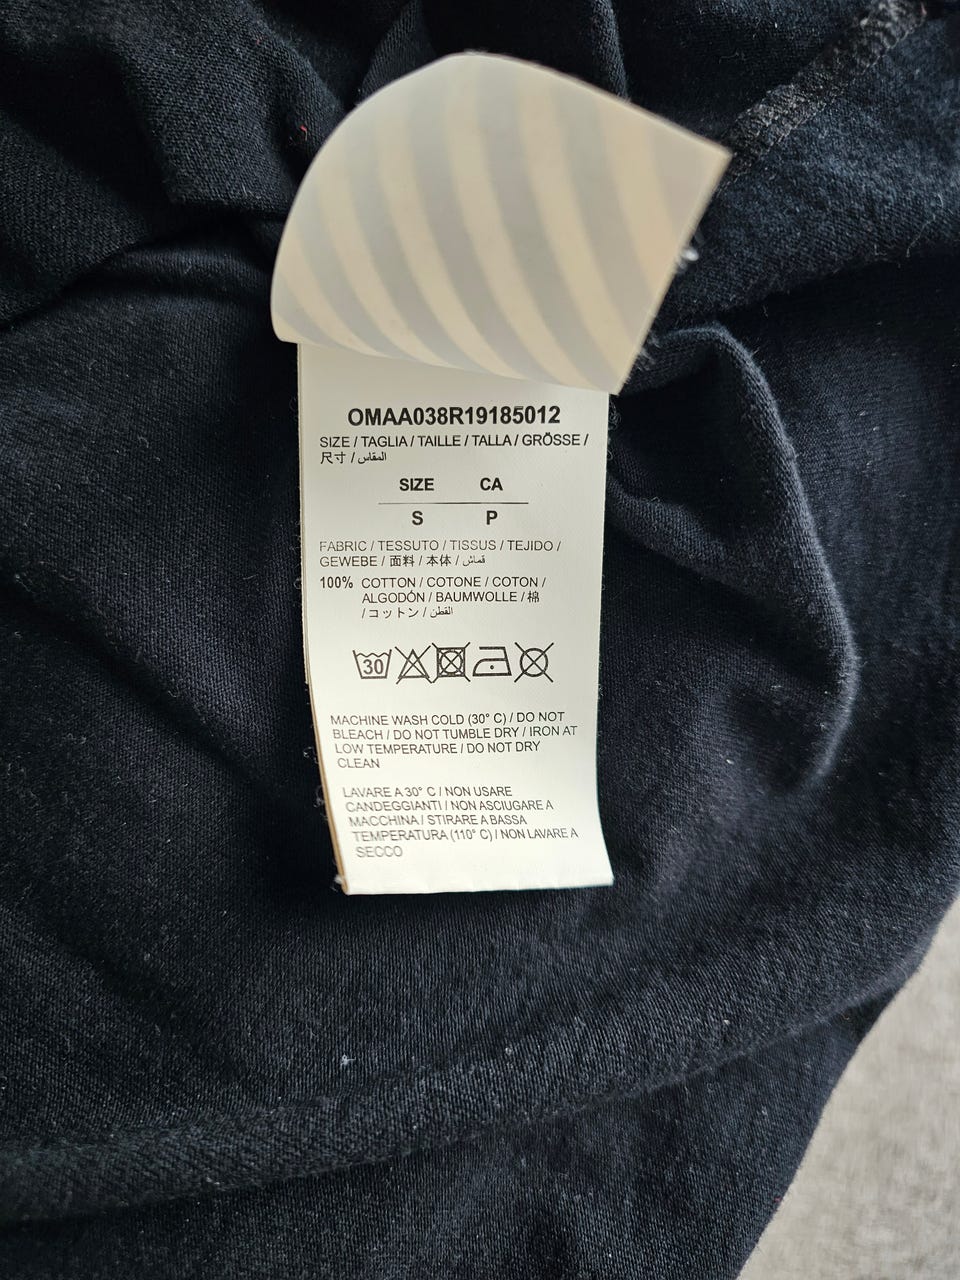 OMAA038R19185012
SIZE / TAGLIA / TAILLE / TALLA / GRÖSSE /
尺寸 / المقاس
SIZE CA
S P
FABRIC / TESSUTO / TISSUS / TEJIDO /
GEWEBE / 面料 / 本体 / قماش
100% COTTON / COTONE / COTON /
ALGODÓN / BAUMWOLLE / 棉
/ コットン / القطن
30
MACHINE WASH COLD (30° C) / DO NOT
BLEACH / DO NOT TUMBLE DRY / IRON AT
LOW TEMPERATURE / DO NOT DRY
CLEAN
LAVARE A 30° C / NON USARE
CANDEGGIANTI / NON ASCIUGARE A
MACCHINA / STIRARE A BASSA
TEMPERATURA (110° C) / NON LAVARE A
SECCO